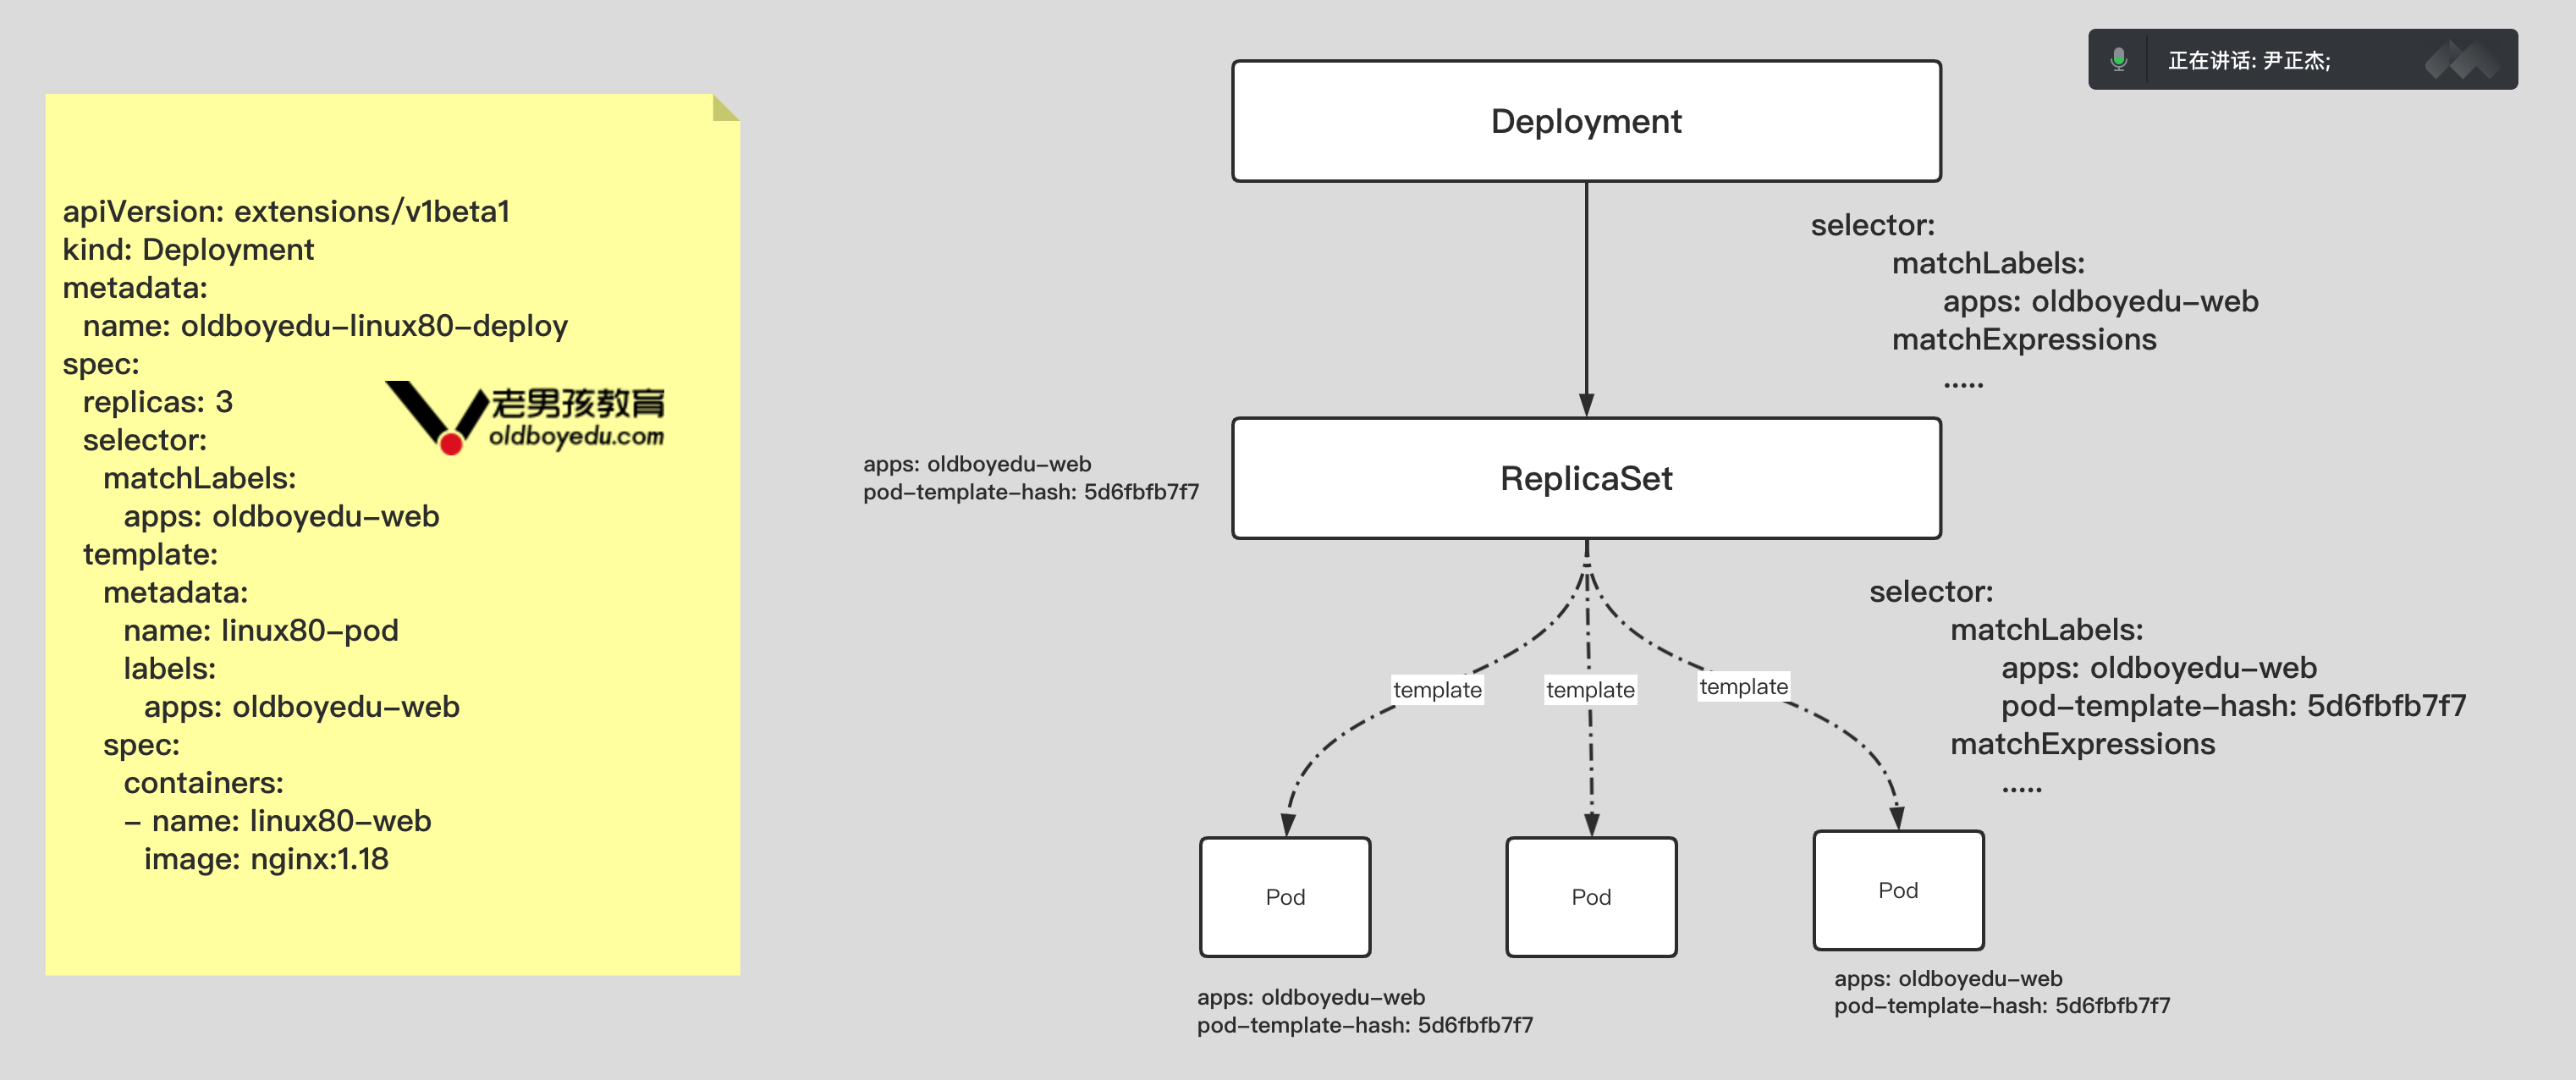 正在讲话: 尹正杰;
apiVersion: extensions/v1beta1
kind: Deployment
metadata:
  name: oldboyedu-linux80-deploy
spec:
  replicas: 3
  selector:
    matchLabels:
      apps: oldboyedu-web
  template:
    metadata:
      name: linux80-pod
      labels:
        apps: oldboyedu-web
    spec:
      containers:
      - name: linux80-web
        image: nginx:1.18
老男孩教育
oldboyedu.com
Deployment
selector:
matchLabels:
apps: oldboyedu-web
matchExpressions
.....
apps: oldboyedu-web
pod-template-hash: 5d6fbfb7f7
ReplicaSet
selector:
matchLabels:
apps: oldboyedu-web
pod-template-hash: 5d6fbfb7f7
matchExpressions
.....
template
template
template
Pod
Pod
Pod
apps: oldboyedu-web
pod-template-hash: 5d6fbfb7f7
apps: oldboyedu-web
pod-template-hash: 5d6fbfb7f7